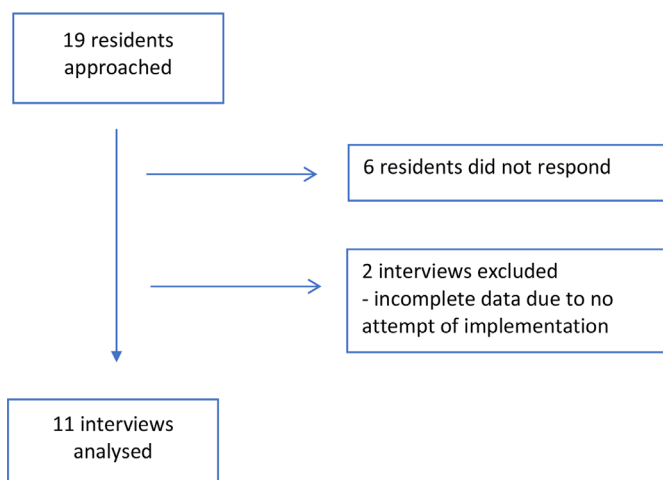 19 residents
approached
6 residents did not respond
2 interviews excluded
- incomplete data due to no
attempt of implementation
11 interviews
analysed